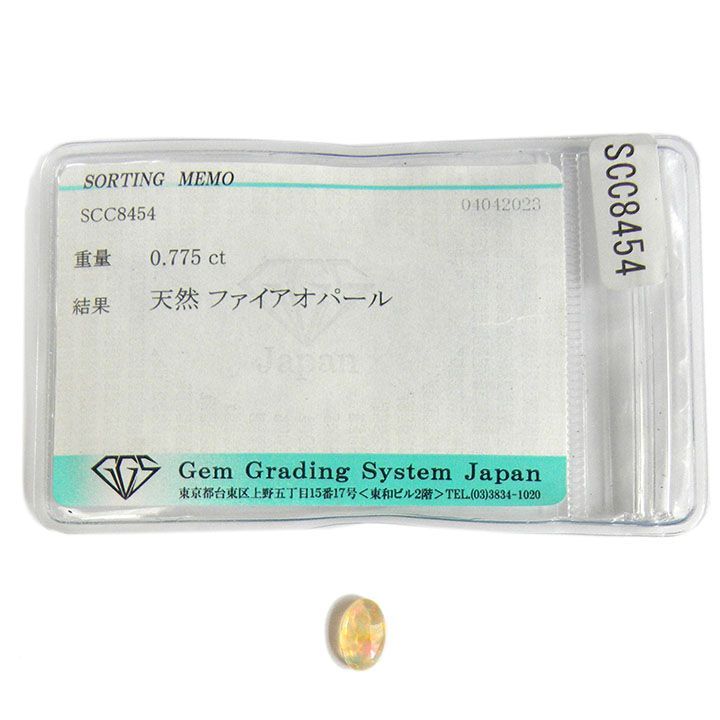 SORTING MEMO
SCC8454
04042023
重量 0.775 ct
結果 天然 ファイアオパール
Japan
GGS
Gem Grading System Japan
東京都台東区上野五丁目15番17号＜東和ビル2階＞TEL.(03)3834-1020
SCC8454